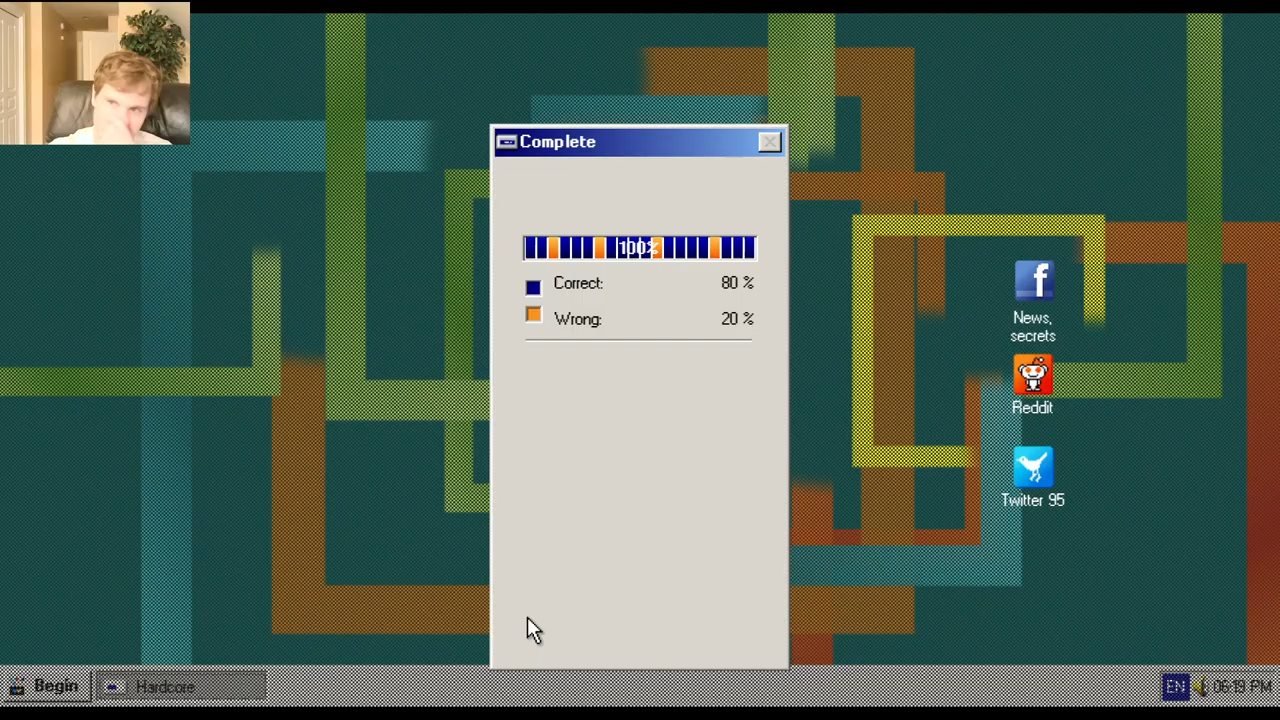 Complete
100%
Correct: 80 %
Wrong: 20 %
News,
secrets
Reddit
Twitter 95
Begin
Hardcore
EN
06:19 PM